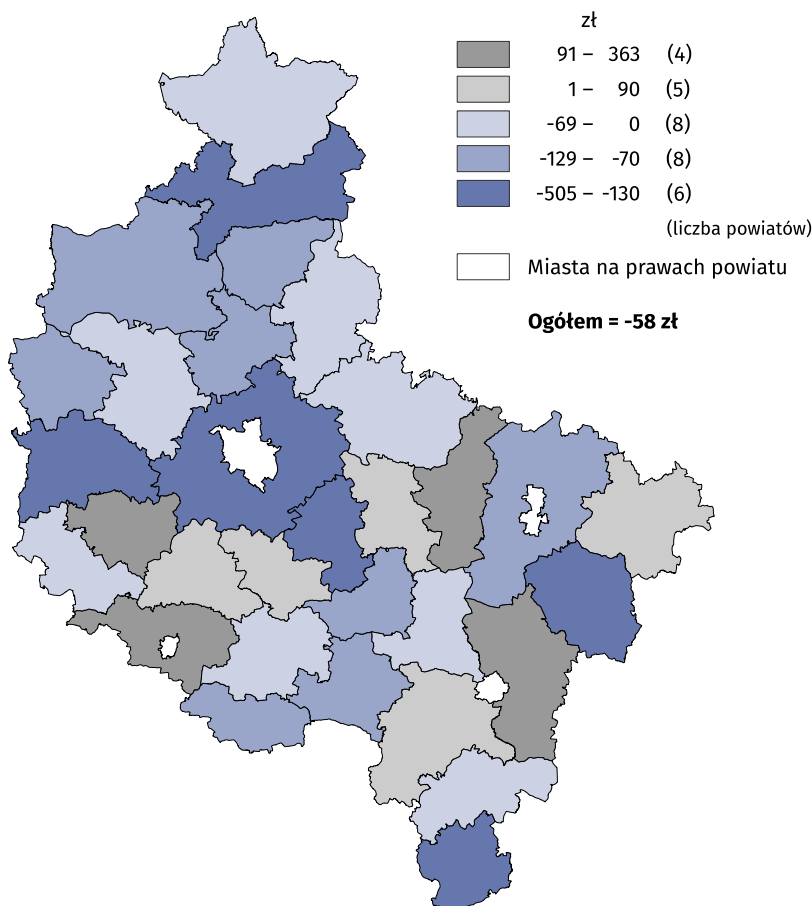 zł
91 – 363 (4)
1 – 90 (5)
-69 – 0 (8)
-129 – -70 (8)
-505 – -130 (6)
(liczba powiatów)
Miasta na prawach powiatu
Ogółem = -58 zł